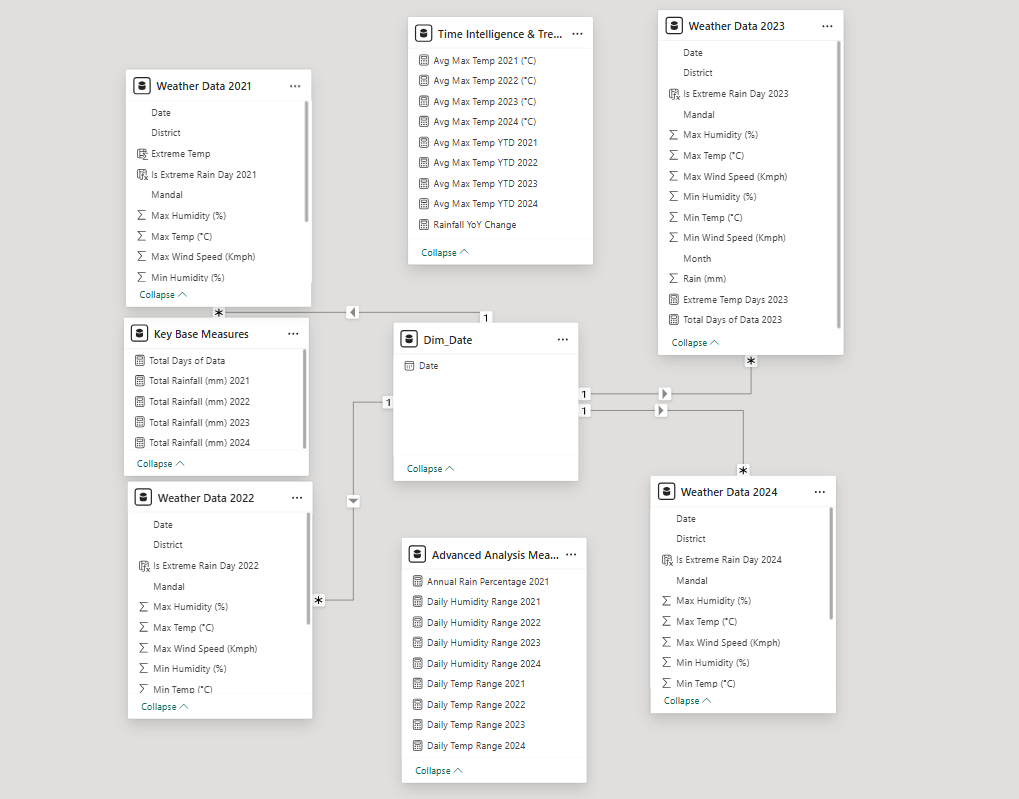 Weather Data 2021
Date
District
Extreme Temp
Is Extreme Rain Day 2021
Mandal
Max Humidity (%)
Max Temp (°C)
Max Wind Speed (Kmph)
Min Humidity (%)
Collapse
Time Intelligence & Tre...
Avg Max Temp 2021 (°C)
Avg Max Temp 2022 (°C)
Avg Max Temp 2023 (°C)
Avg Max Temp 2024 (°C)
Avg Max Temp YTD 2021
Avg Max Temp YTD 2022
Avg Max Temp YTD 2023
Avg Max Temp YTD 2024
Rainfall YoY Change
Collapse
Weather Data 2023
Date
District
Is Extreme Rain Day 2023
Mandal
Max Humidity (%)
Max Temp (°C)
Max Wind Speed (Kmph)
Min Humidity (%)
Min Temp (°C)
Min Wind Speed (Kmph)
Month
Rain (mm)
Extreme Temp Days 2023
Total Days of Data 2023
Collapse
*
1
Key Base Measures
Total Days of Data
Total Rainfall (mm) 2021
Total Rainfall (mm) 2022
Total Rainfall (mm) 2023
Total Rainfall (mm) 2024
Collapse
Dim_Date
Date
Collapse
1
1
1
*
*
Weather Data 2022
Date
District
Is Extreme Rain Day 2022
Mandal
Max Humidity (%)
Max Temp (°C)
Max Wind Speed (Kmph)
Min Humidity (%)
Min Temp (°C)
Collapse
*
Advanced Analysis Mea...
Annual Rain Percentage 2021
Daily Humidity Range 2021
Daily Humidity Range 2022
Daily Humidity Range 2023
Daily Humidity Range 2024
Daily Temp Range 2021
Daily Temp Range 2022
Daily Temp Range 2023
Daily Temp Range 2024
Collapse
Weather Data 2024
Date
District
Is Extreme Rain Day 2024
Mandal
Max Humidity (%)
Max Temp (°C)
Max Wind Speed (Kmph)
Min Humidity (%)
Min Temp (°C)
Collapse